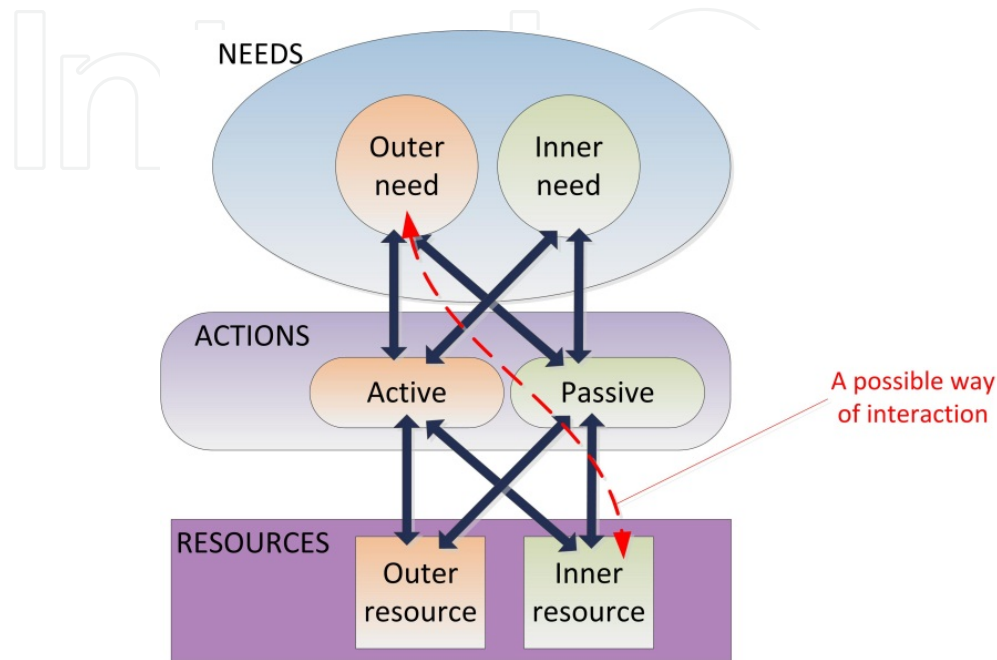 NEEDS
Outer
need
Inner
need
ACTIONS
Active
Passive
A possible way
of interaction
RESOURCES
Outer
resource
Inner
resource